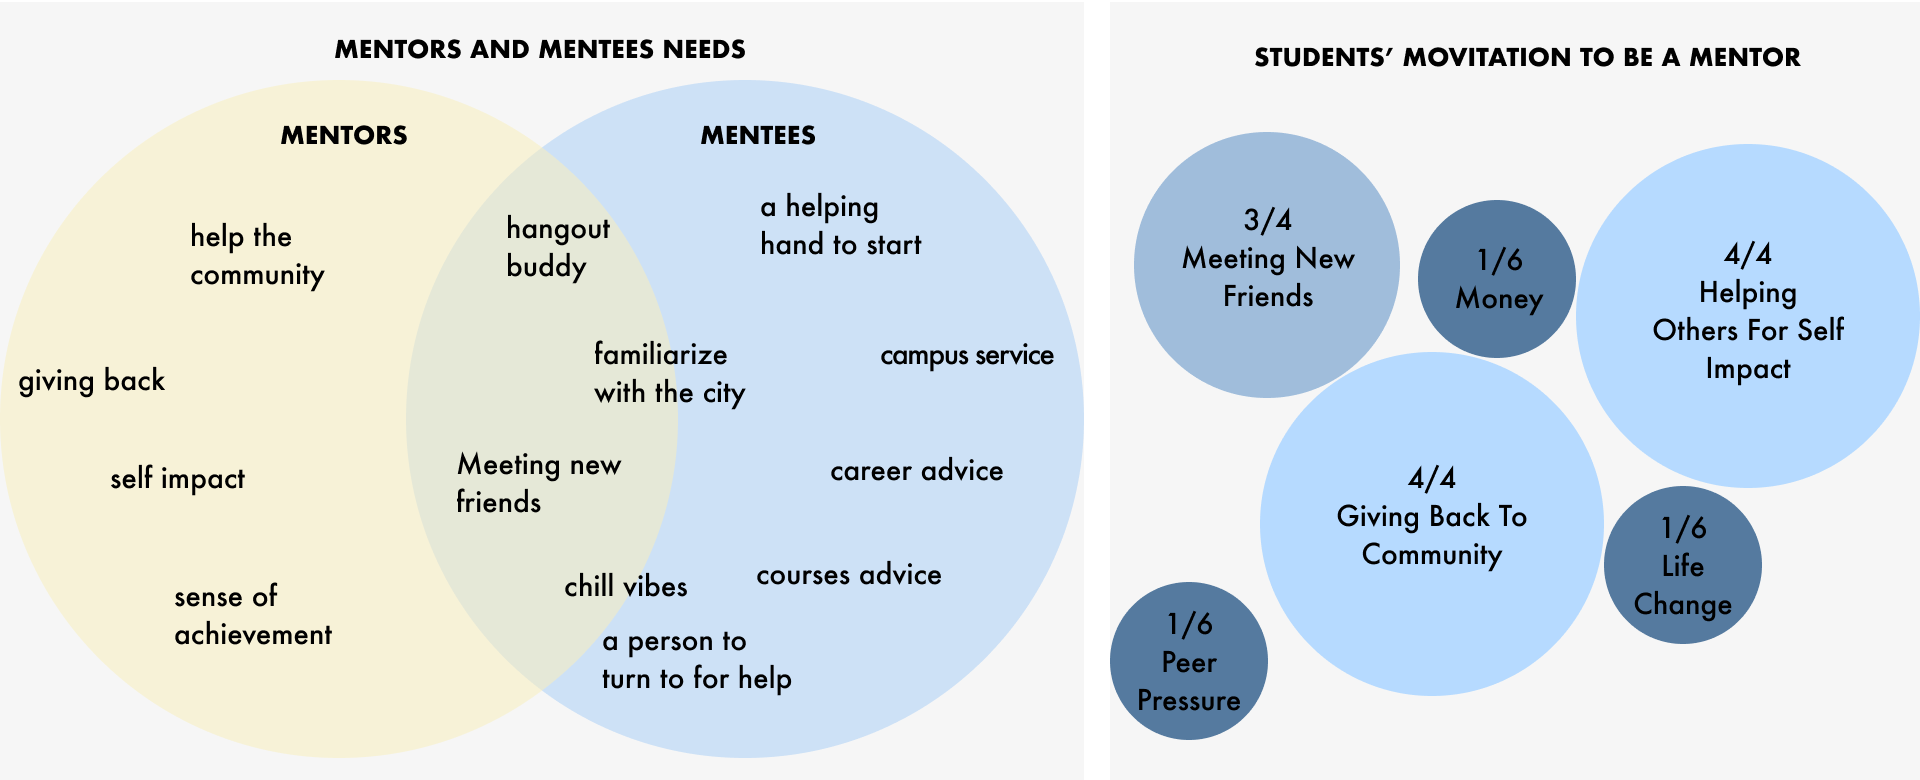 MENTORS AND MENTEES NEEDS
MENTORS
help the
community
giving back
self impact
sense of
achievement
hangout
buddy
familiarize
with the city
Meeting new
friends
chill vibes
a person to
turn to for help
MENTEES
a helping
hand to start
campus service
career advice
courses advice
STUDENTS’ MOVITATION TO BE A MENTOR
3/4
Meeting New
Friends
1/6
Money
4/4
Helping
Others For Self
Impact
4/4
Giving Back To
Community
1/6
Life
Change
1/6
Peer
Pressure